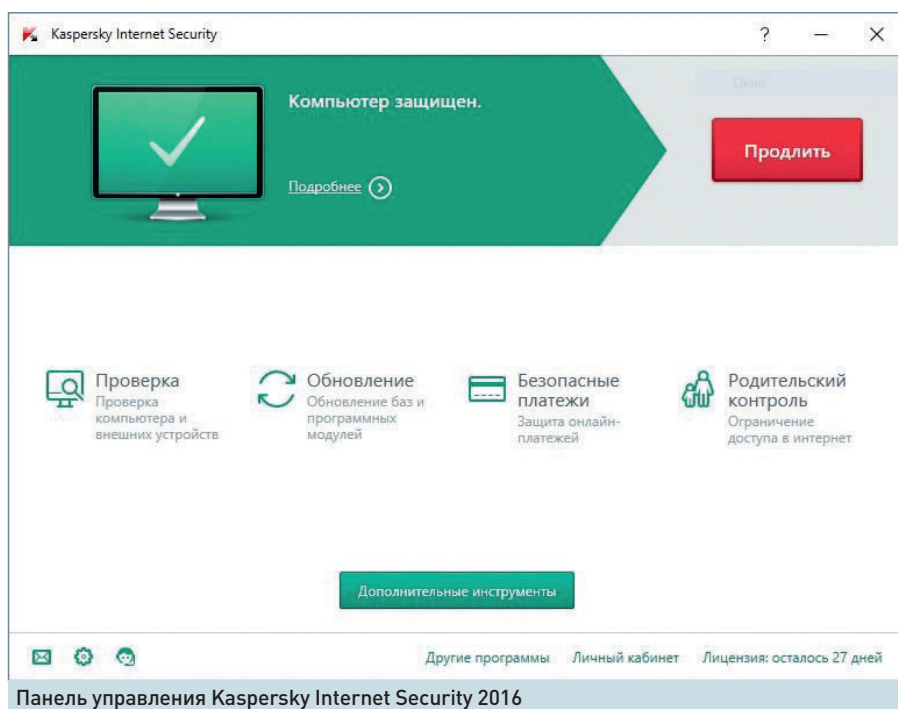 Kaspersky Internet Security
?
Компьютер защищен.
Окно
Продлить
Подробнее
Проверка
Проверка
компьютера и
внешних устройств
Обновление
Обновление баз и
программных
модулей
Безопасные
платежи
Защита онлайн-
платежей
Родительский
контроль
Ограничение
доступа в интернет
Дополнительные инструменты
Другие программы
Личный кабинет
Лицензия: осталось 27 дней
Панель управления Kaspersky Internet Security 2016